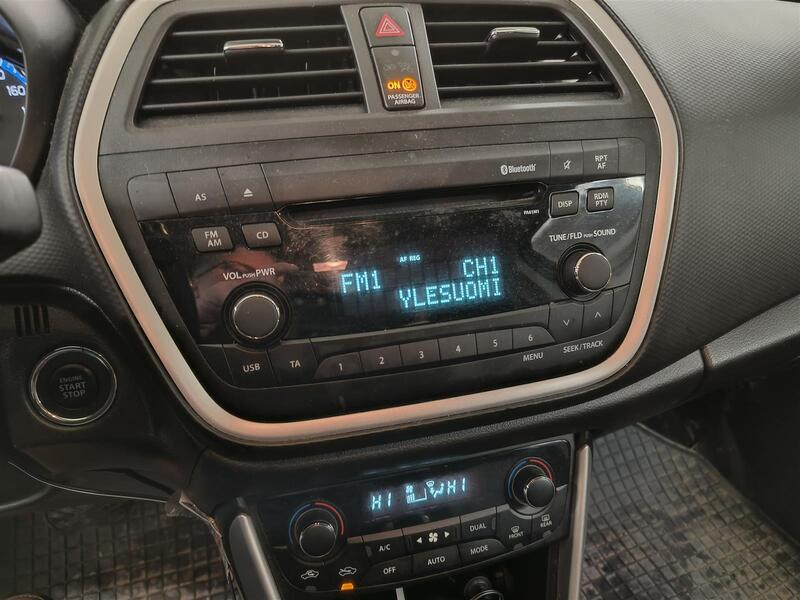 160
ON
PASSENGER
AIRBAG
Bluetooth
RPT
AF
AS
DISP
RDM
PTY
FM
AM
CD
TUNE/FLD PUSH SOUND
VOL PUSH PWR
AF REG
FM1 CH1
YLESUOMI
USB TA 1 2 3 4 5 6
MENU
SEEK/TRACK
ENGINE
START
STOP
HI HI
A/C
DUAL
OFF AUTO MODE
FRONT
REAR